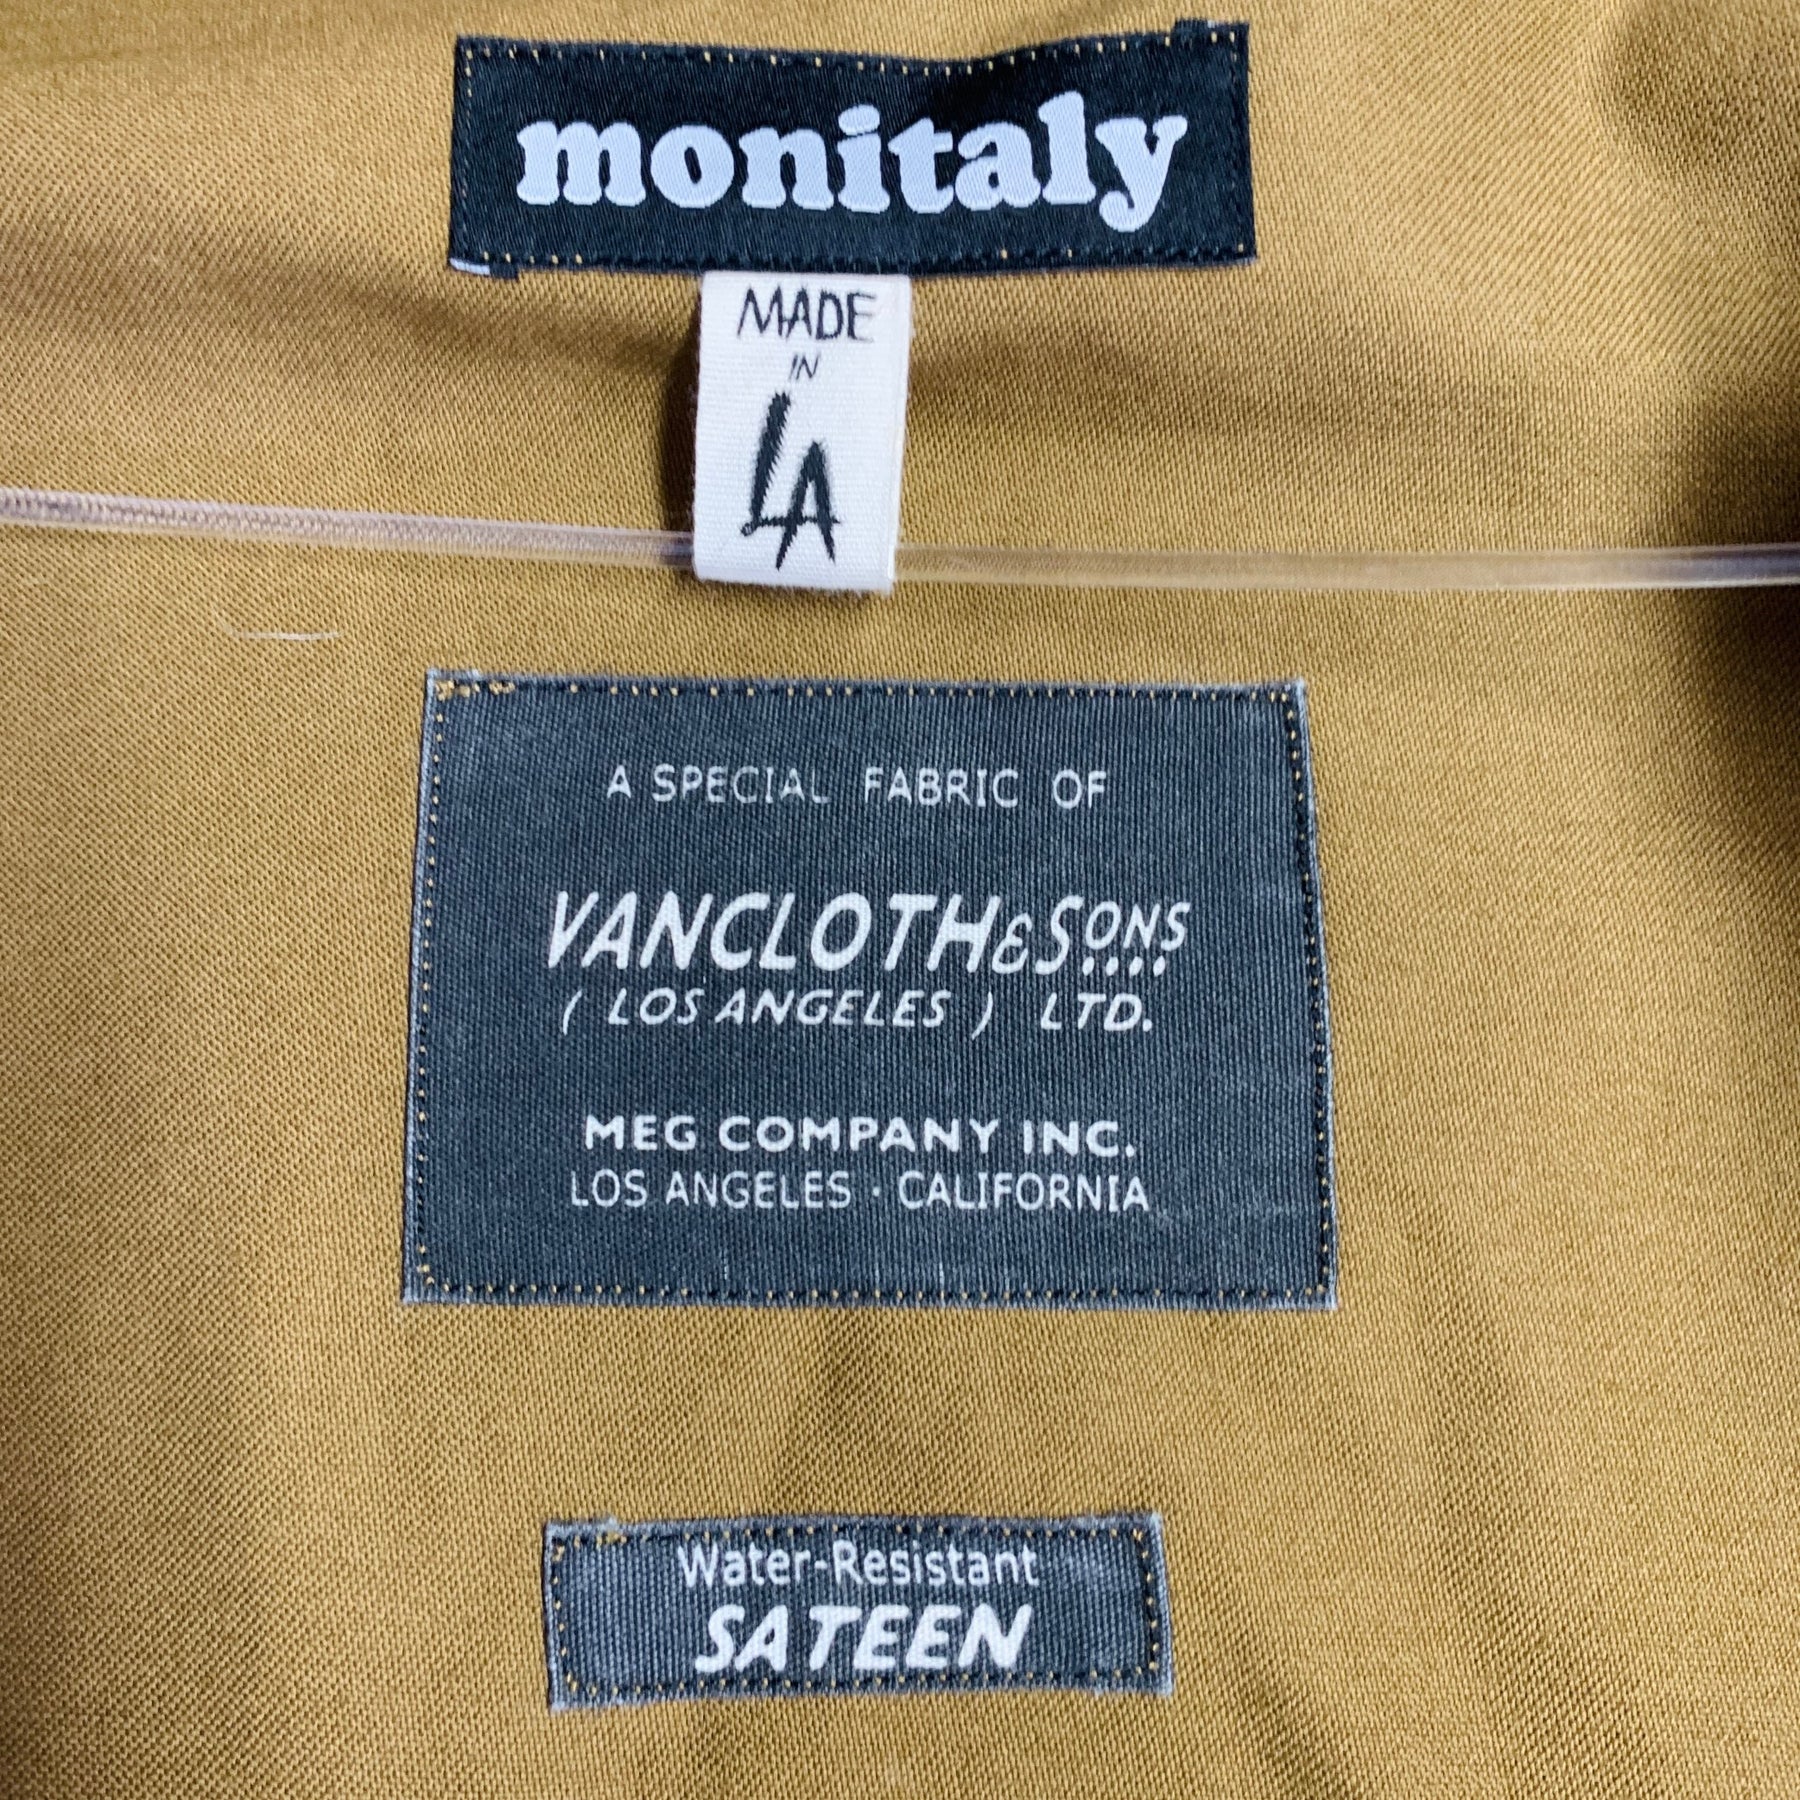 monitaly
MADE
IN
LA
A SPECIAL FABRIC OF
VANCLOTH & SONS
( LOS ANGELES ) LTD.
MEG COMPANY INC.
LOS ANGELES · CALIFORNIA
Water-Resistant
SATEEN